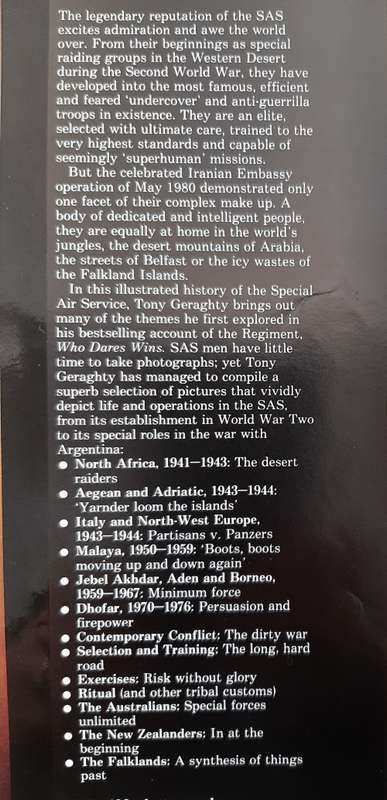 The legendary reputation of the SAS
excites admiration and awe the world
over. From their beginnings as special
raiding groups in the Western Desert
during the Second World War, they have
developed into the most famous, efficient
and feared ‘undercover’ and anti-guerrilla
troops in existence. They are an elite,
selected with ultimate care, trained to the
very highest standards and capable of
seemingly ‘superhuman’ missions.
But the celebrated Iranian Embassy
operation of May 1980 demonstrated only
one facet of their complex make up. A
body of dedicated and intelligent people,
they are equally at home in the world's
jungles, the desert mountains of Arabia,
the streets of Belfast or the icy wastes of
the Falkland Islands.
In this illustrated history of the Special
Air Service, Tony Geraghty brings out
many of the themes he first explored in
his bestselling account of the Regiment,
Who Dares Wins. SAS men have little
time to take photographs; yet Tony
Geraghty has managed to compile a
superb selection of pictures that vividly
depict life and operations in the SAS,
from its establishment in World War Two
to its special roles in the war with
Argentina:
● North Africa, 1941—1943: The desert
raiders
● Aegean and Adriatic, 1943—1944:
‘Yarnder loom the islands’
● Italy and North-West Europe,
1943—1944: Partisans v. Panzers
● Malaya, 1950—1959: ‘Boots, boots
moving up and down again’
● Jebel Akhdar, Aden and Borneo,
1959—1967: Minimum force
● Dhofar, 1970—1976: Persuasion and
firepower
● Contemporary Conflict: The dirty war
● Selection and Training: The long, hard
road
● Exercises: Risk without glory
● Ritual (and other tribal customs)
● The Australians: Special forces
unlimited
● The New Zealanders: In at the
beginning
● The Falklands: A synthesis of things
past